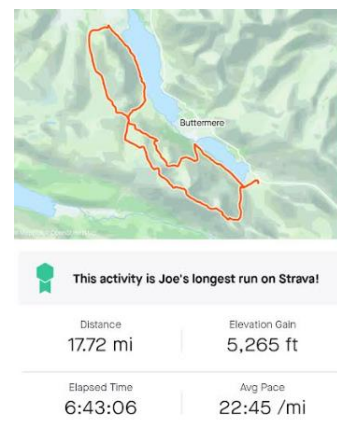 Buttermere
This activity is Joe's longest run on Strava!
Distance
Elevation Gain
17.72 mi
5,265 ft
Elapsed Time
Avg Pace
6:43:06
22:45 /mi